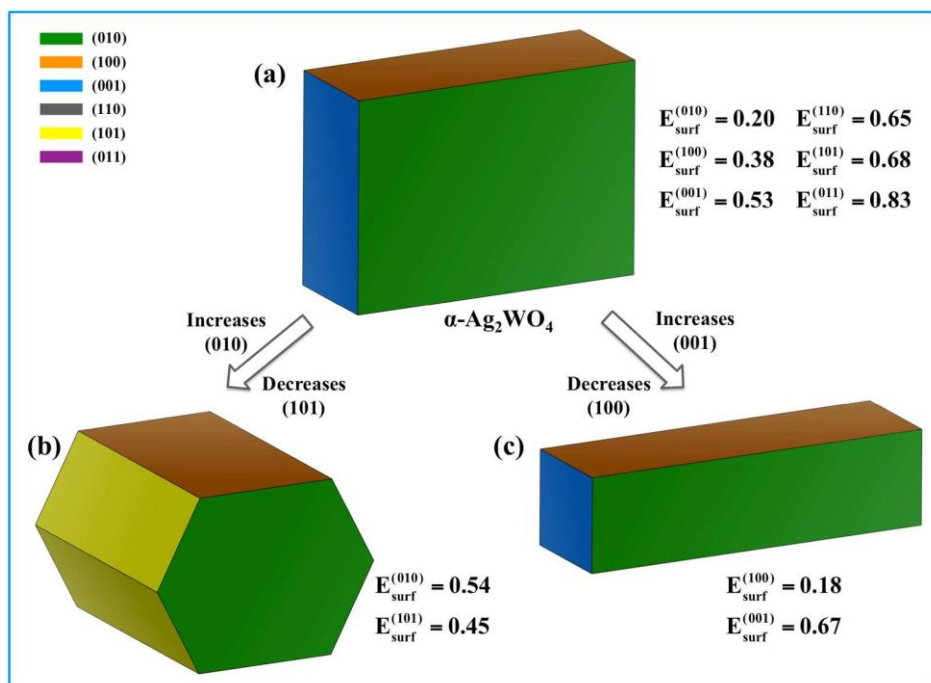 (010)
(100)
(001)
(110)
(101)
(011)
(a)
E surf (010) = 0.20 E surf (110) = 0.65
E surf (100) = 0.38 E surf (101) = 0.68
E surf (001) = 0.53 E surf (011) = 0.83
α-Ag₂WO₄
Increases
(010)
Decreases
(101)
Increases
(001)
Decreases
(100)
(b)
E surf (010) = 0.54
E surf (101) = 0.45
(c)
E surf (100) = 0.18
E surf (001) = 0.67